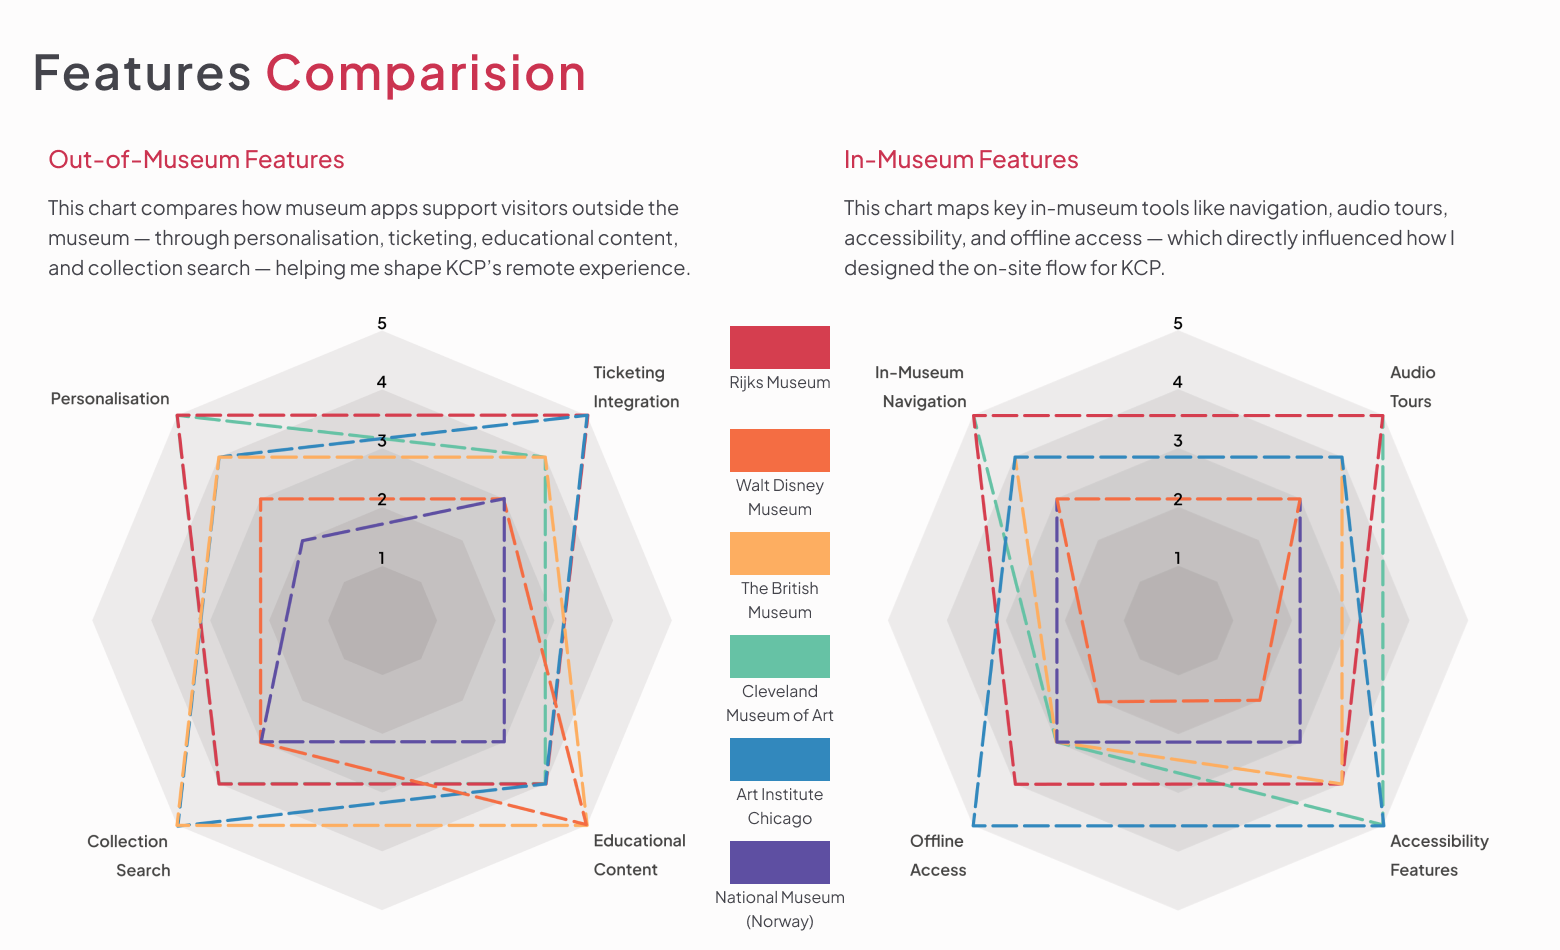 Features Comparision
Out-of-Museum Features
This chart compares how museum apps support visitors outside the
museum — through personalisation, ticketing, educational content,
and collection search — helping me shape KCP’s remote experience.
In-Museum Features
This chart maps key in-museum tools like navigation, audio tours,
accessibility, and offline access — which directly influenced how I
designed the on-site flow for KCP.
5
4
3
2
1
Personalisation
Ticketing
Integration
Collection
Search
Educational
Content
Rijks Museum
Walt Disney
Museum
The British
Museum
Cleveland
Museum of Art
Art Institute
Chicago
National Museum
(Norway)
5
4
3
2
1
In-Museum
Navigation
Audio
Tours
Offline
Access
Accessibility
Features